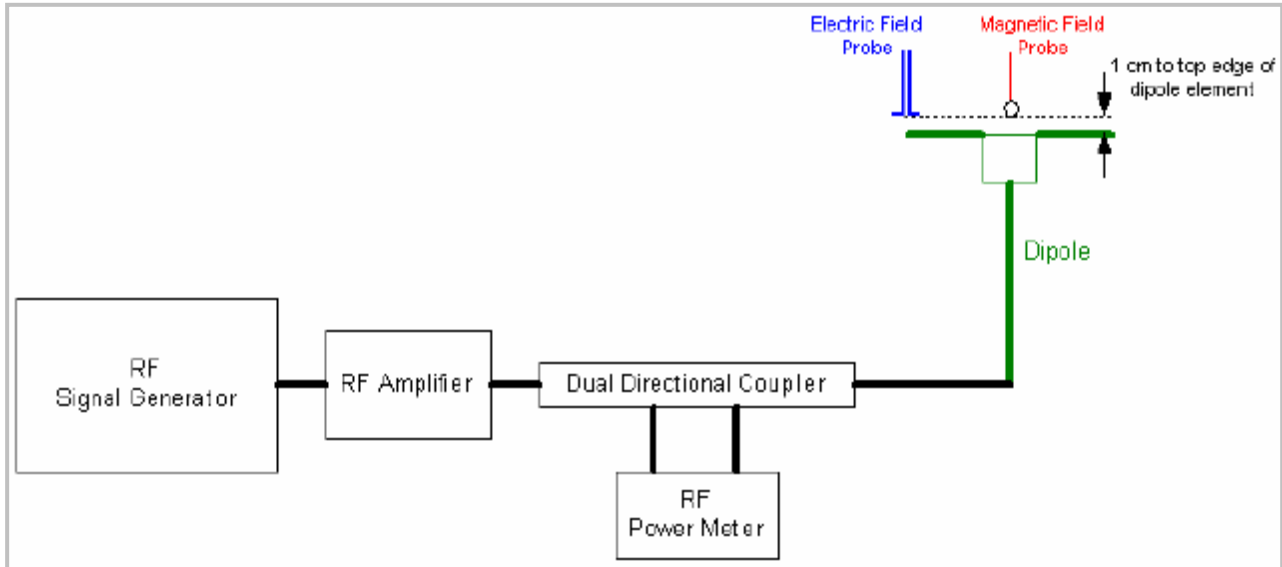 Electric Field
Probe
Magnetic Field
Probe
1 cm to top edge of
dipole element
Dipole
RF
Signal Generator
RF Amplifier
Dual Directional Coupler
RF
Power Meter